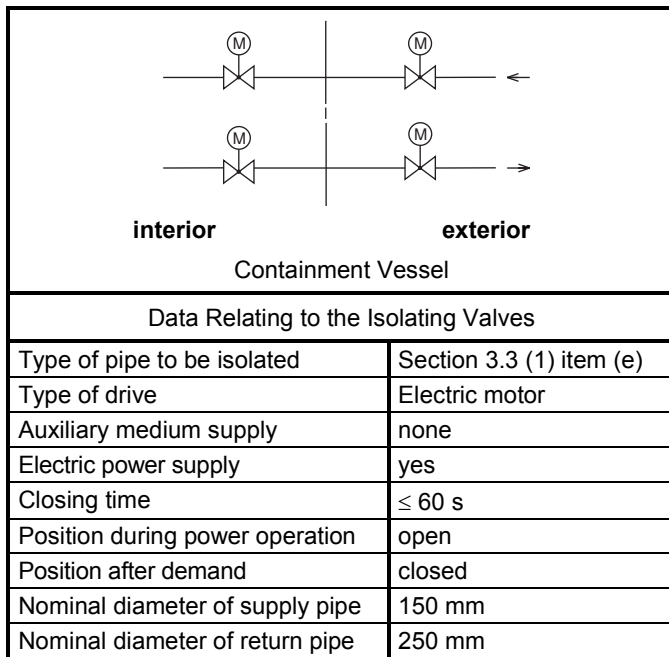 M M
M M
interior exterior
Containment Vessel
Data Relating to the Isolating Valves
Type of pipe to be isolated Section 3.3 (1) item (e)
Type of drive Electric motor
Auxiliary medium supply none
Electric power supply yes
Closing time ≤ 60 s
Position during power operation open
Position after demand closed
Nominal diameter of supply pipe 150 mm
Nominal diameter of return pipe 250 mm